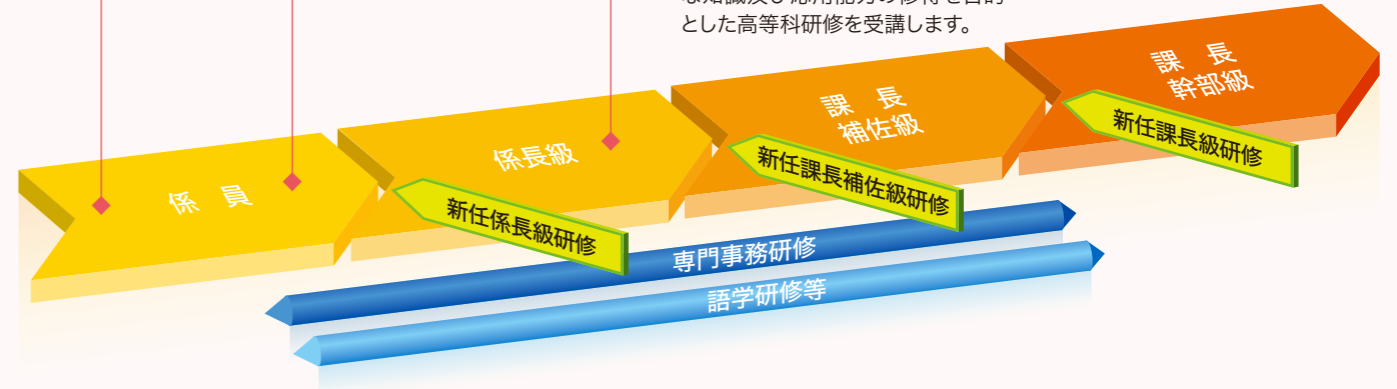 とした高等科研修を受講します。
係 員
係長級
課 長
補佐級
課 長
幹部級
新任係長級研修
新任課長補佐級研修
新任課長級研修
専門事務研修
語学研修等